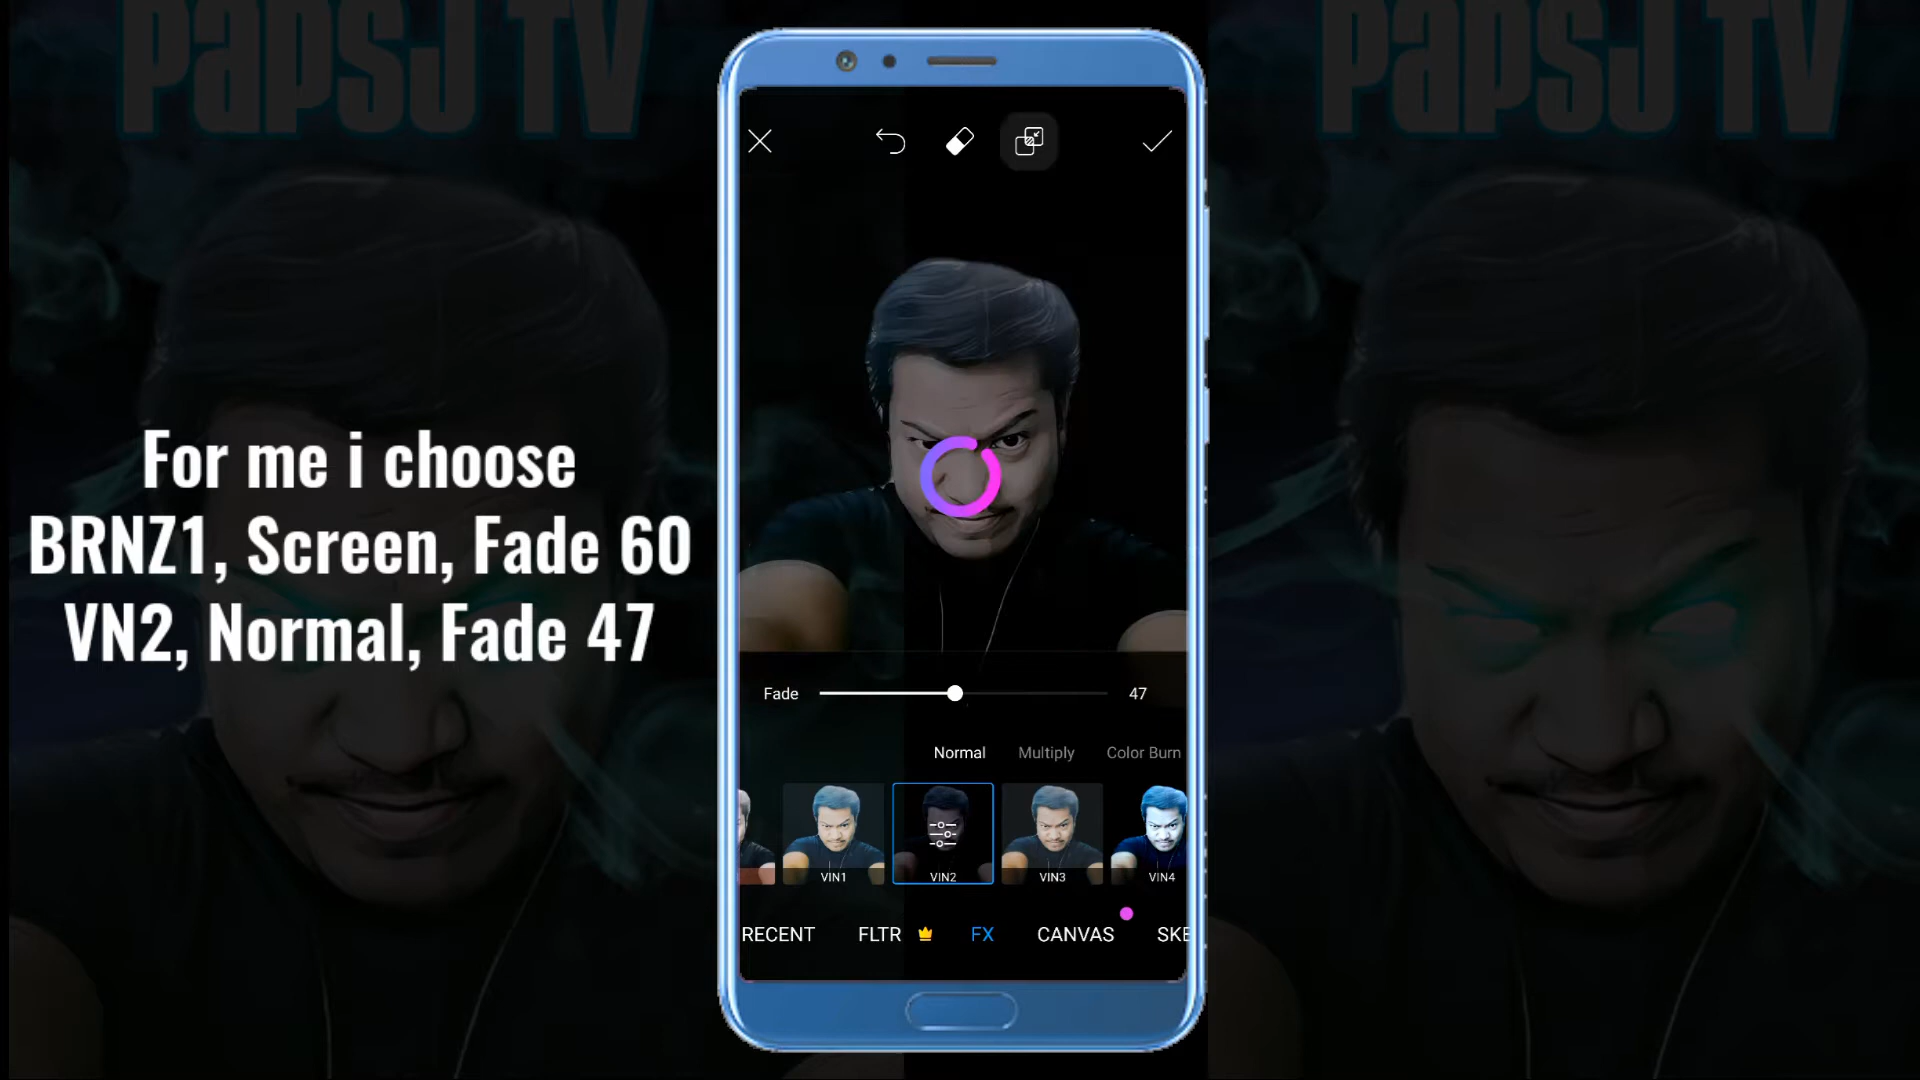 PAPSJ TV
PAPSJ TV
For me i choose
BRNZ1, Screen, Fade 60
VN2, Normal, Fade 47
Fade 47
Normal Multiply Color Burn
VIN1 VIN2 VIN3 VIN4
RECENT FLTR FX CANVAS SKE